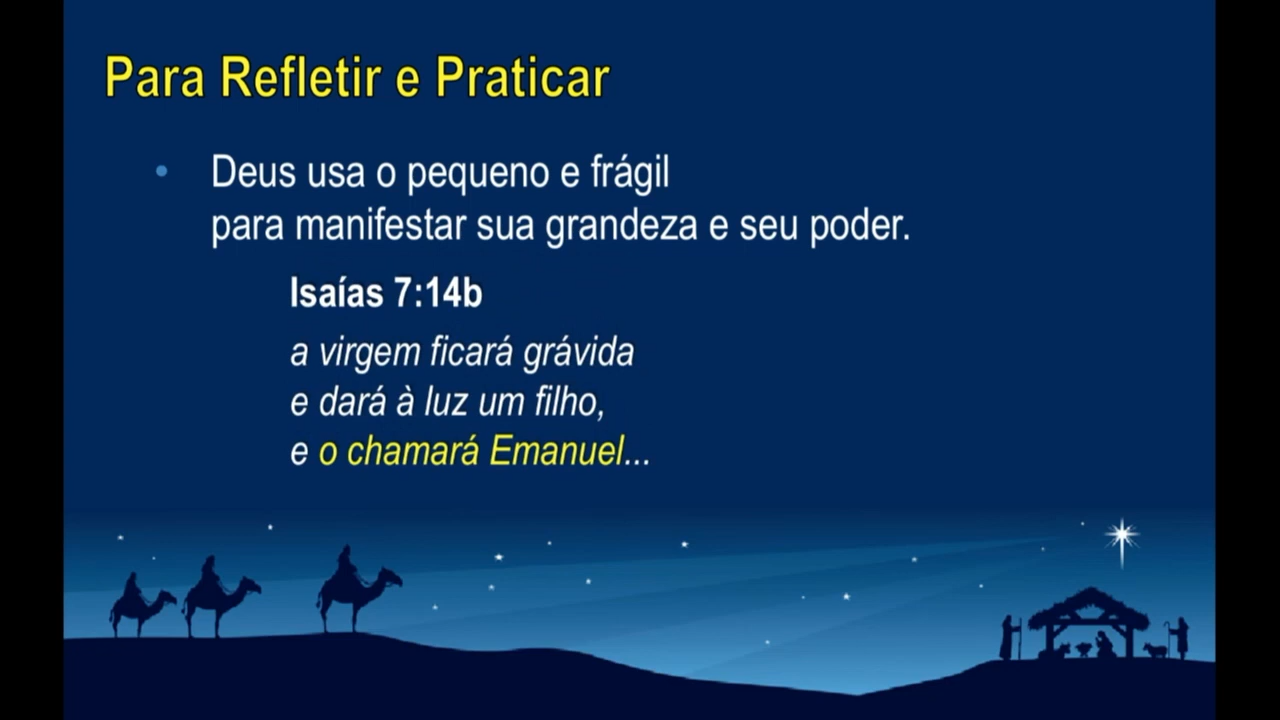 Para Refletir e Praticar
• Deus usa o pequeno e frágil
para manifestar sua grandeza e seu poder.
Isaías 7:14b
a virgem ficará grávida
e dará à luz um filho,
e o chamará Emanuel...